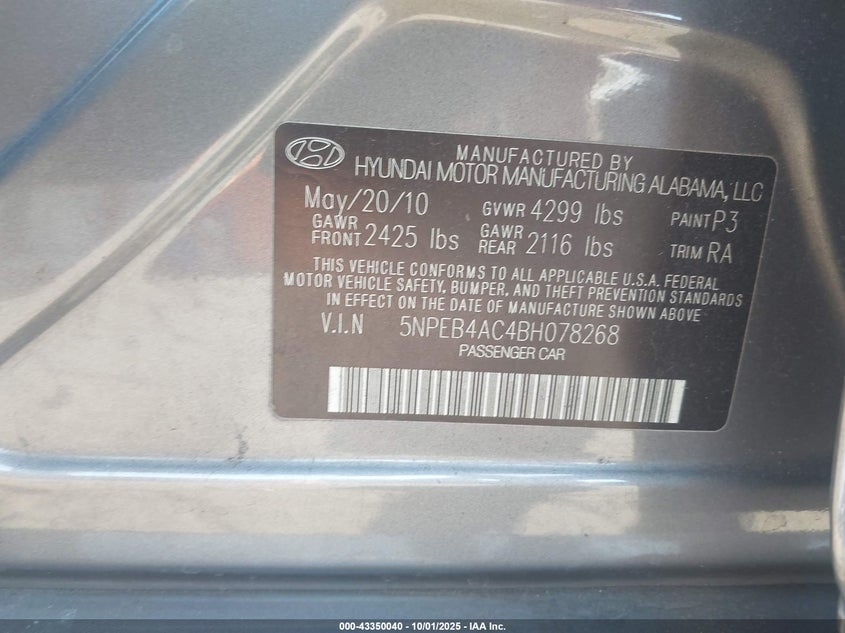 MANUFACTURED BY
HYUNDAI MOTOR MANUFACTURING ALABAMA, LLC
May/20/10 GVWR 4299 lbs PAINT P3
GAWR FRONT 2425 lbs GAWR REAR 2116 lbs TRIM RA
THIS VEHICLE CONFORMS TO ALL APPLICABLE U.S.A. FEDERAL
MOTOR VEHICLE SAFETY, BUMPER, AND THEFT PREVENTION STANDARDS
IN EFFECT ON THE DATE OF MANUFACTURE SHOWN ABOVE
V.I.N 5NPEB4AC4BH078268
PASSENGER CAR
000-43350040 - 10/01/2025 - IAA Inc.